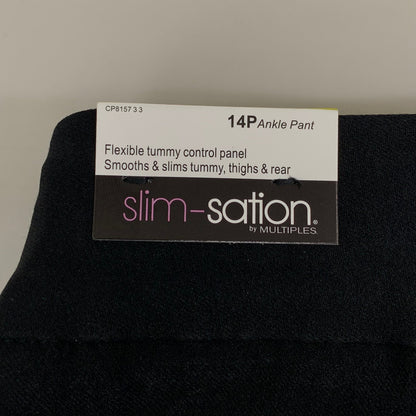 CP8157 3 3
14P Ankle Pant
Flexible tummy control panel
Smooths & slims tummy, thighs & rear
slim-sation®
by MULTIPLES